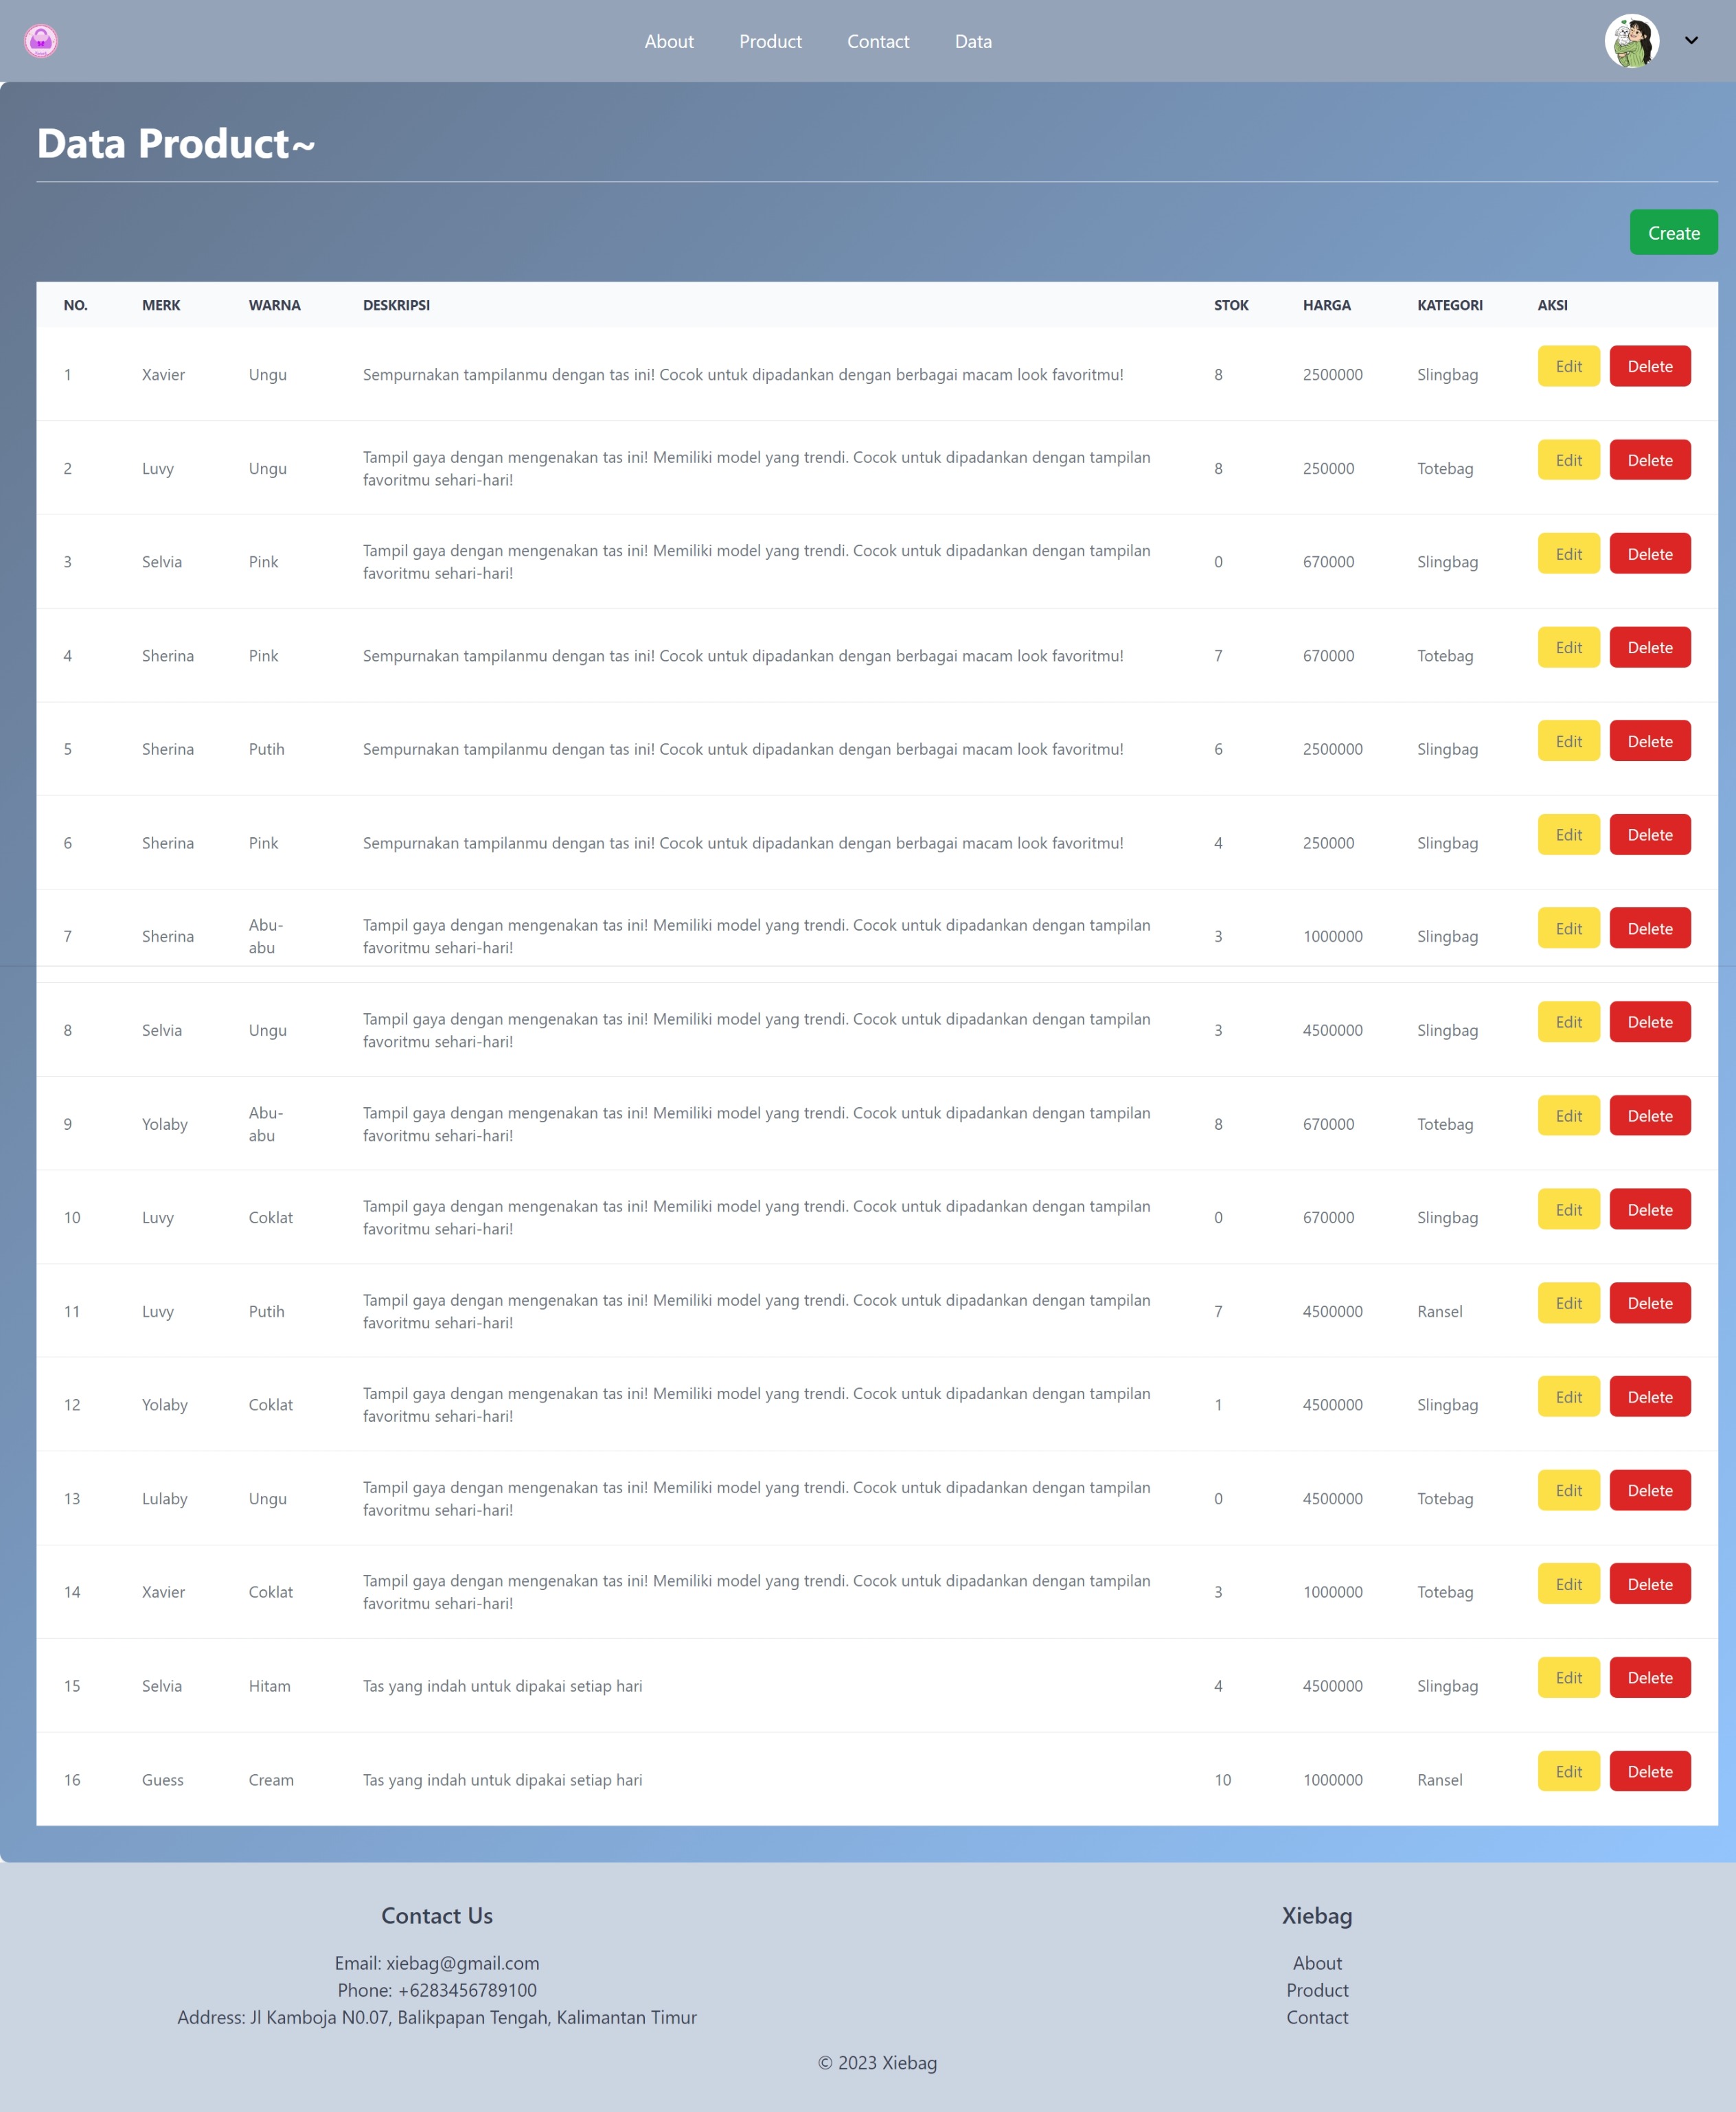 About Product Contact Data
Data Product~
Create
NO. MERK WARNA DESKRIPSI STOK HARGA KATEGORI AKSI
1 Xavier Ungu Sempurnakan tampilanmu dengan tas ini! Cocok untuk dipadankan dengan berbagai macam look favoritmu! 8 2500000 Slingbag Edit Delete
2 Luvy Ungu Tampil gaya dengan mengenakan tas ini! Memiliki model yang trendi. Cocok untuk dipadankan dengan tampilan
favoritmu sehari-hari! 8 250000 Totebag Edit Delete
3 Selvia Pink Tampil gaya dengan mengenakan tas ini! Memiliki model yang trendi. Cocok untuk dipadankan dengan tampilan
favoritmu sehari-hari! 0 670000 Slingbag Edit Delete
4 Sherina Pink Sempurnakan tampilanmu dengan tas ini! Cocok untuk dipadankan dengan berbagai macam look favoritmu! 7 670000 Totebag Edit Delete
5 Sherina Putih Sempurnakan tampilanmu dengan tas ini! Cocok untuk dipadankan dengan berbagai macam look favoritmu! 6 2500000 Slingbag Edit Delete
6 Sherina Pink Sempurnakan tampilanmu dengan tas ini! Cocok untuk dipadankan dengan berbagai macam look favoritmu! 4 250000 Slingbag Edit Delete
7 Sherina Abu-
abu Tampil gaya dengan mengenakan tas ini! Memiliki model yang trendi. Cocok untuk dipadankan dengan tampilan
favoritmu sehari-hari! 3 1000000 Slingbag Edit Delete
8 Selvia Ungu Tampil gaya dengan mengenakan tas ini! Memiliki model yang trendi. Cocok untuk dipadankan dengan tampilan
favoritmu sehari-hari! 3 4500000 Slingbag Edit Delete
9 Yolaby Abu-
abu Tampil gaya dengan mengenakan tas ini! Memiliki model yang trendi. Cocok untuk dipadankan dengan tampilan
favoritmu sehari-hari! 8 670000 Totebag Edit Delete
10 Luvy Coklat Tampil gaya dengan mengenakan tas ini! Memiliki model yang trendi. Cocok untuk dipadankan dengan tampilan
favoritmu sehari-hari! 0 670000 Slingbag Edit Delete
11 Luvy Putih Tampil gaya dengan mengenakan tas ini! Memiliki model yang trendi. Cocok untuk dipadankan dengan tampilan
favoritmu sehari-hari! 7 4500000 Ransel Edit Delete
12 Yolaby Coklat Tampil gaya dengan mengenakan tas ini! Memiliki model yang trendi. Cocok untuk dipadankan dengan tampilan
favoritmu sehari-hari! 1 4500000 Slingbag Edit Delete
13 Lulaby Ungu Tampil gaya dengan mengenakan tas ini! Memiliki model yang trendi. Cocok untuk dipadankan dengan tampilan
favoritmu sehari-hari! 0 4500000 Totebag Edit Delete
14 Xavier Coklat Tampil gaya dengan mengenakan tas ini! Memiliki model yang trendi. Cocok untuk dipadankan dengan tampilan
favoritmu sehari-hari! 3 1000000 Totebag Edit Delete
15 Selvia Hitam Tas yang indah untuk dipakai setiap hari 4 4500000 Slingbag Edit Delete
16 Guess Cream Tas yang indah untuk dipakai setiap hari 10 1000000 Ransel Edit Delete
Contact Us
Email: xiebag@gmail.com
Phone: +6283456789100
Address: Jl Kamboja N0.07, Balikpapan Tengah, Kalimantan Timur
Xiebag
About
Product
Contact
© 2023 Xiebag